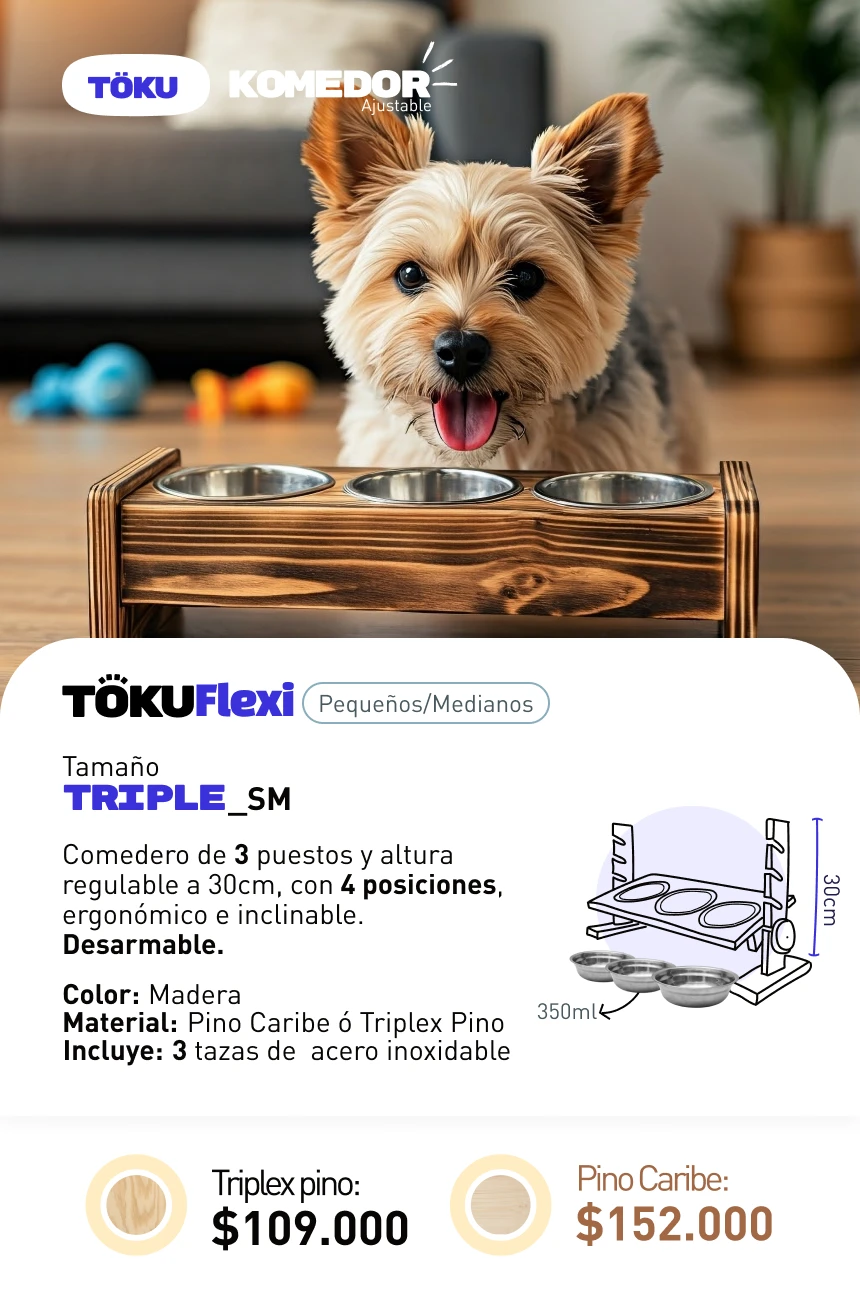 TÖKU KOMEDOR
Ajustable
TÖKUFlexi Pequeños/Medianos
Tamaño
TRIPLE_SM
Comedero de 3 puestos y altura
regulable a 30cm, con 4 posiciones,
ergonómico e inclinable.
Desarmable.
Color: Madera
Material: Pino Caribe ó Triplex Pino
Incluye: 3 tazas de acero inoxidable
30cm
350ml
Triplex pino:
$109.000
Pino Caribe:
$152.000